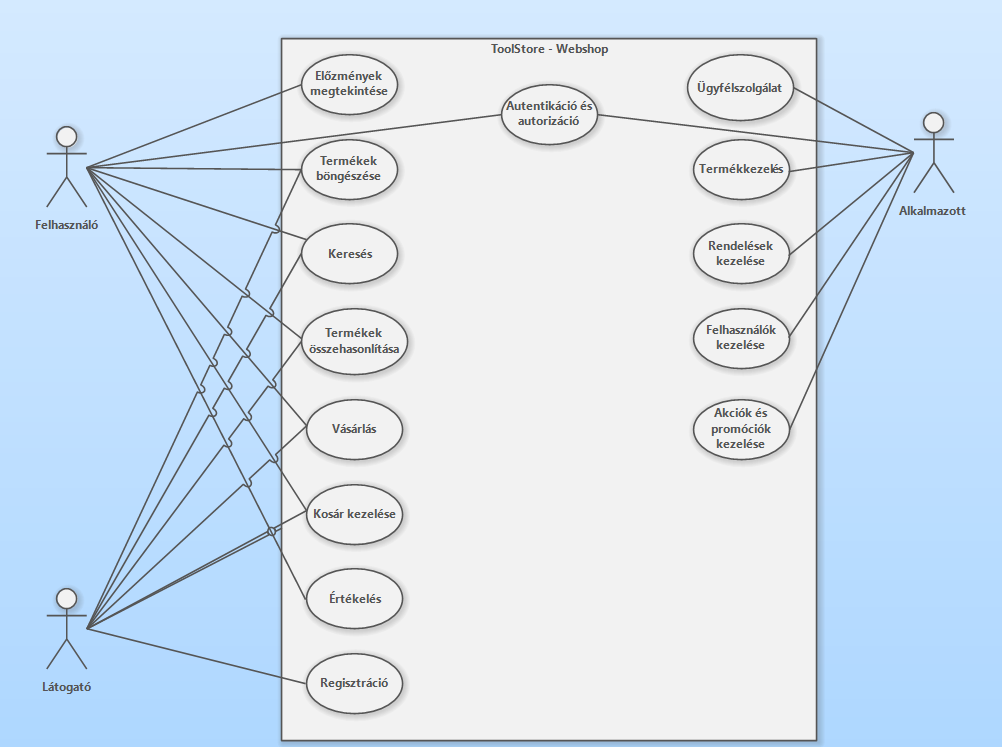 ToolStore - Webshop
Előzmények
megtekintése
Autentikáció és
autorizáció
Ügyfélszolgálat
Termékek
böngészése
Termékkezelés
Felhasználó
Alkalmazott
Keresés
Rendelések
kezelése
Termékek
összehasonlítása
Felhasználók
kezelése
Vásárlás
Akciók és
promóciók
kezelése
Kosár kezelése
Értékelés
Regisztráció
Látogató